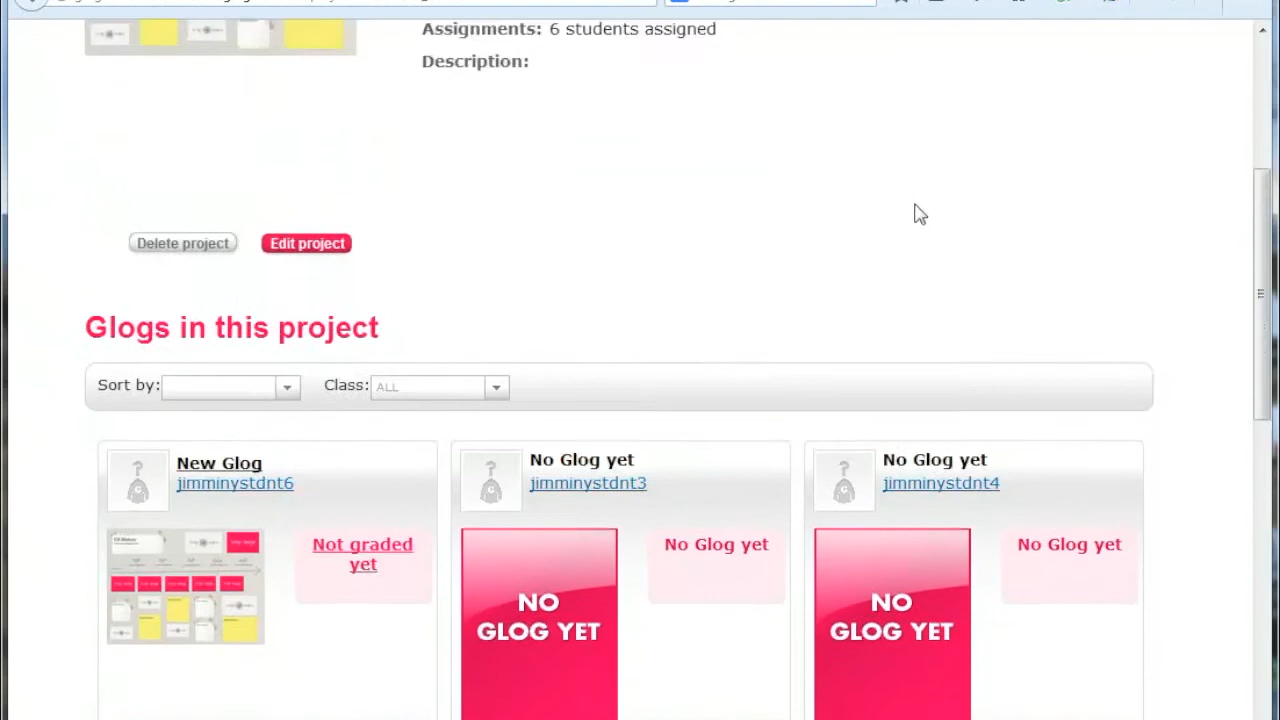 Assignments: 6 students assigned
Description:
Delete project
Edit project
Glogs in this project
Sort by:
Class: ALL
New Glog
jimminystdnt6
Not graded
yet
No Glog yet
jimminystdnt3
No Glog yet
NO
GLOG YET
No Glog yet
jimminystdnt4
No Glog yet
NO
GLOG YET